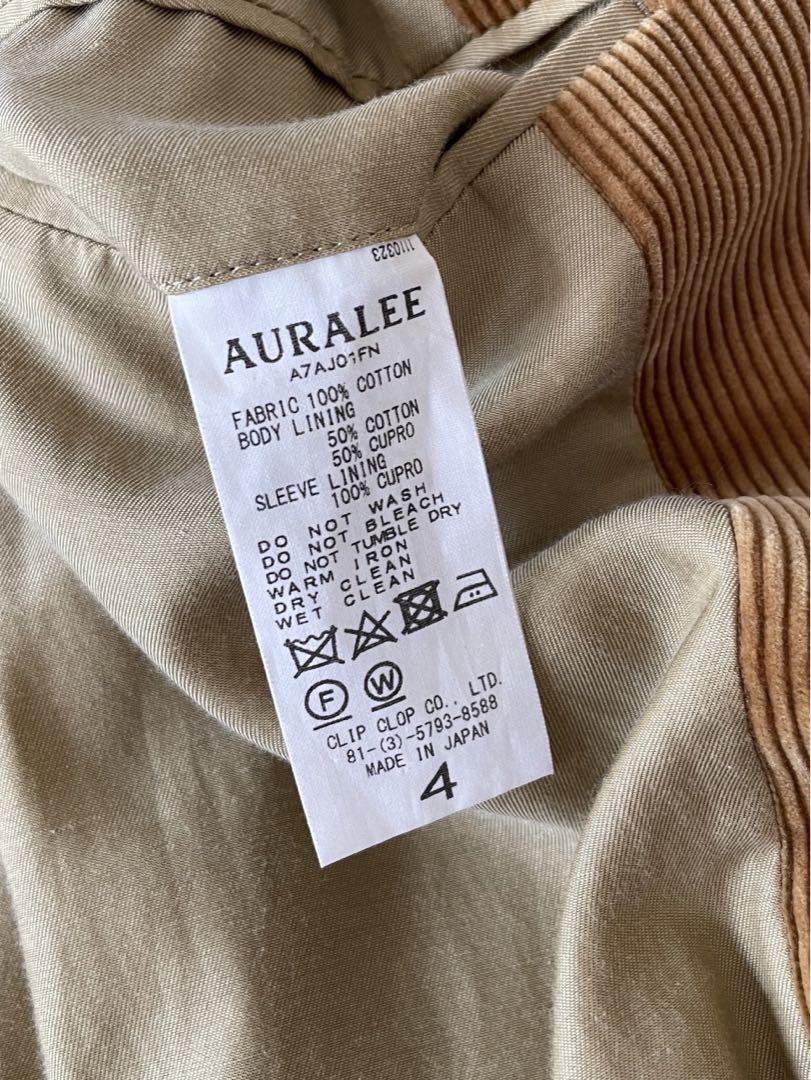 1110323
AURALEE
A7AJ01FN
FABRIC 100% COTTON
BODY LINING
50% COTTON
50% CUPRO
SLEEVE LINING
100% CUPRO
DO NOT WASH
DO NOT BLEACH
DO NOT TUMBLE DRY
WARM IRON
DRY CLEAN
WET CLEAN
F W
CLIP CLOP CO., LTD.
81-(3)-5793-8588
MADE IN JAPAN
4